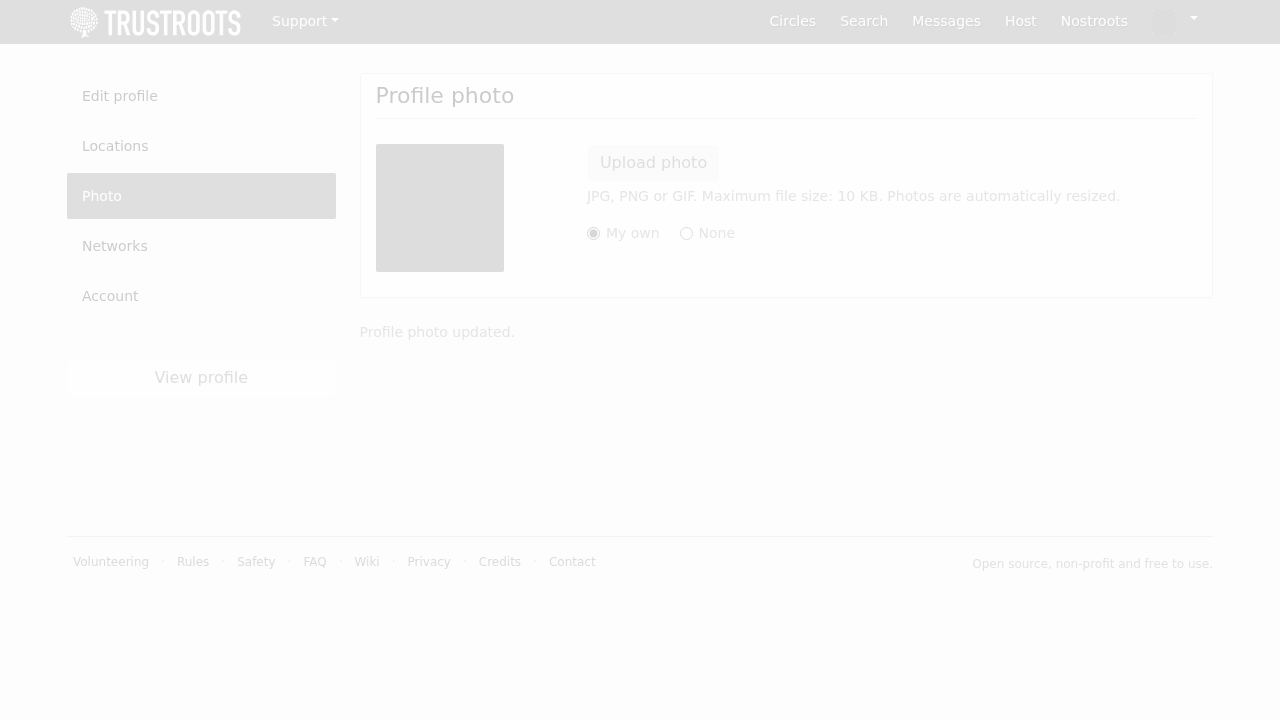 TRUSTROOTS Support Circles Search Messages Host Nostroots
Edit profile
Locations
Photo
Networks
Account
View profile
Profile photo
Upload photo
JPG, PNG or GIF. Maximum file size: 10 KB. Photos are automatically resized.
My own None
Profile photo updated.
Volunteering · Rules · Safety · FAQ · Wiki · Privacy · Credits · Contact
Open source, non-profit and free to use.